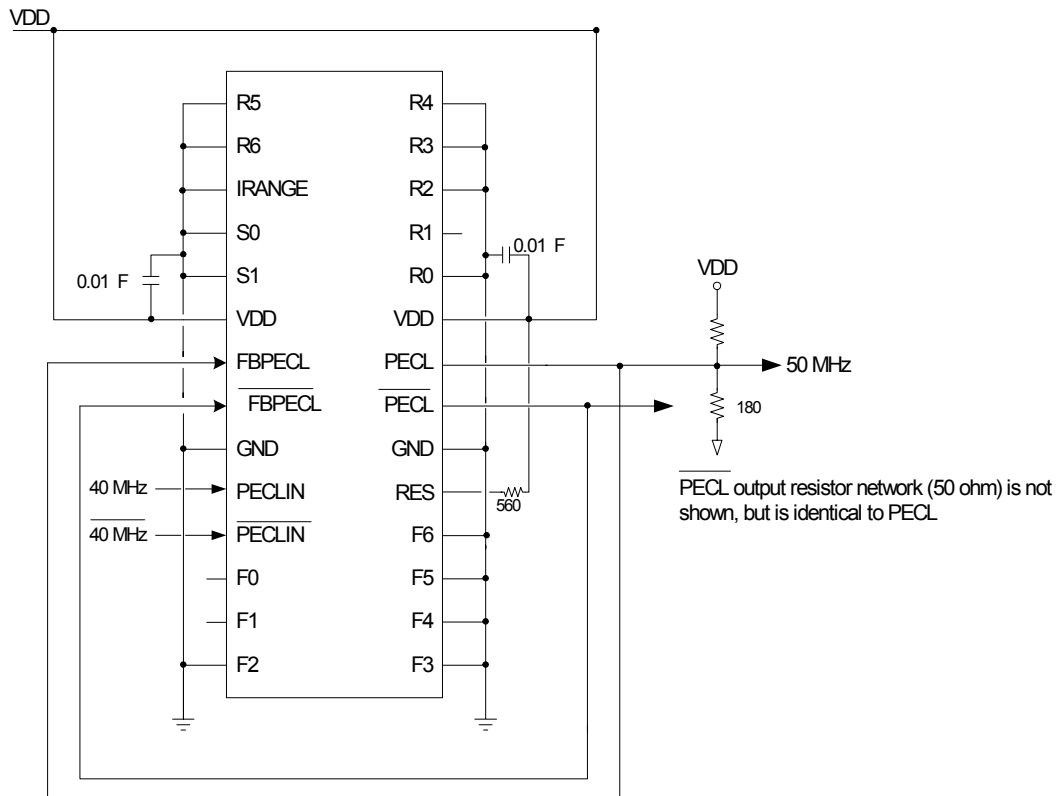 VDD
R5
R6
IRANGE
S0
S1
VDD
FBPECL
FBPECL
GND
PECLIN
PECLIN
F0
F1
F2
R4
R3
R2
R1
R0
VDD
PECL
PECL
GND
RES
F6
F5
F4
F3
0.01 F
0.01 F
40 MHz
40 MHz
560
VDD
50 MHz
180
PECL output resistor network (50 ohm) is not
shown, but is identical to PECL